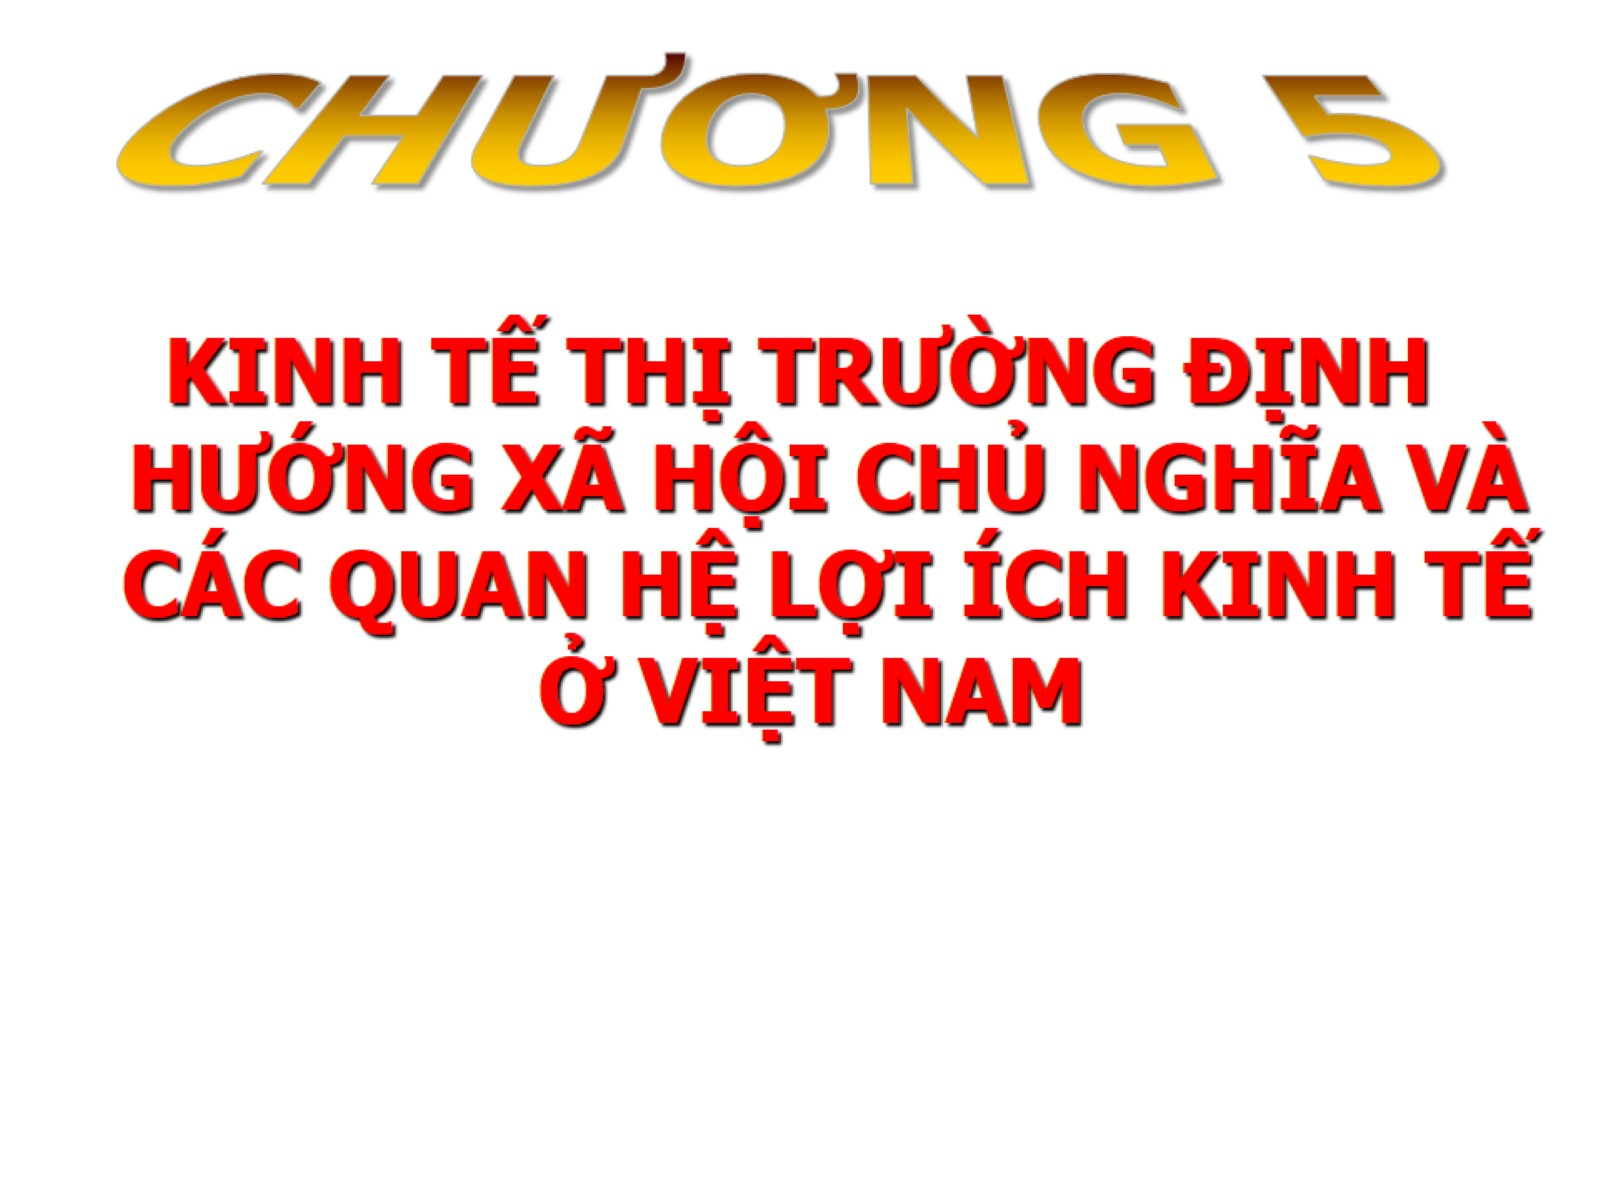 CHƯƠNG 5
KINH TẾ THỊ TRƯỜNG ĐỊNH
HƯỚNG XÃ HỘI CHỦ NGHĨA VÀ
CÁC QUAN HỆ LỢI ÍCH KINH TẾ
Ở VIỆT NAM